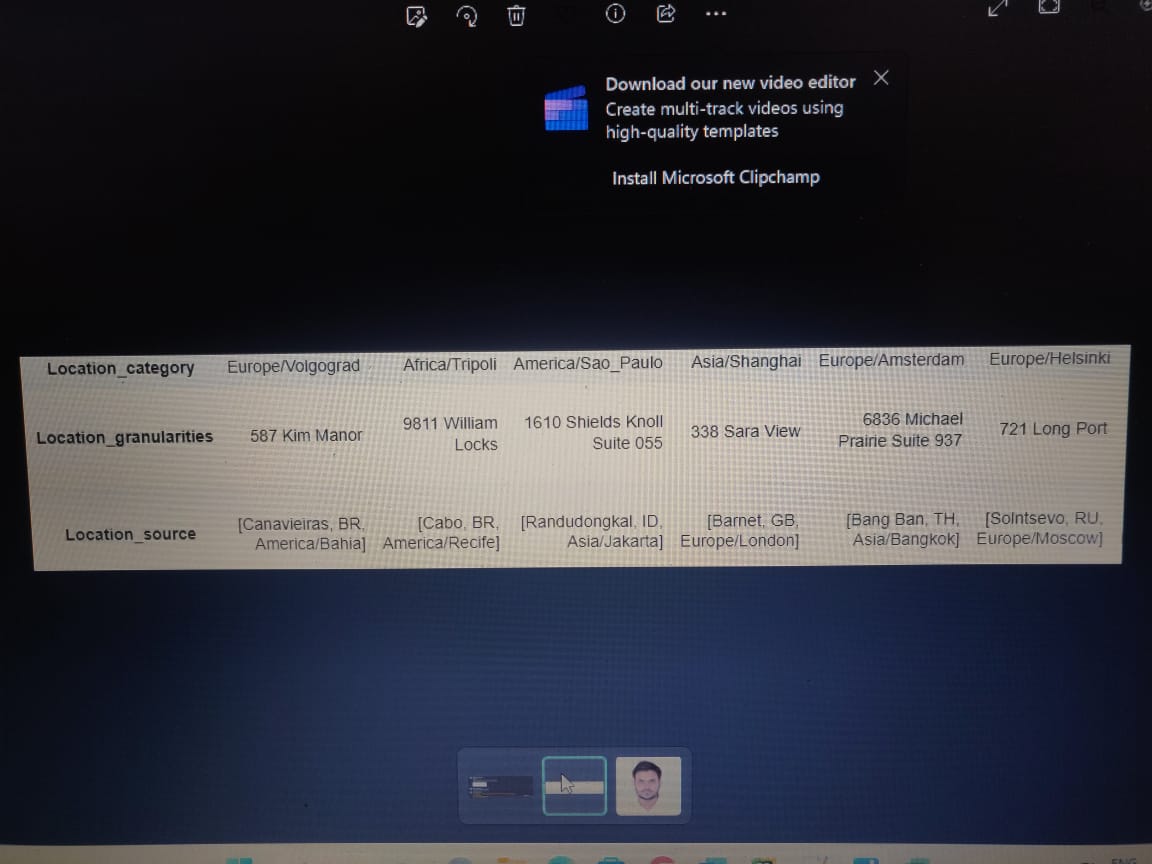 Download our new video editor
Create multi-track videos using
high-quality templates
Install Microsoft Clipchamp
Location_category Europe/Volgograd Africa/Tripoli America/Sao_Paulo Asia/Shanghai Europe/Amsterdam Europe/Helsinki
Location_granularities 587 Kim Manor 9811 William Locks 1610 Shields Knoll Suite 055 338 Sara View 6836 Michael Prairie Suite 937 721 Long Port
Location_source [Canavieiras, BR, America/Bahia] [Cabo, BR, America/Recife] [Randudongkal, ID, Asia/Jakarta] [Barnet, GB, Europe/London] [Bang Ban, TH, Asia/Bangkok] [Solntsevo, RU, Europe/Moscow]
ENG